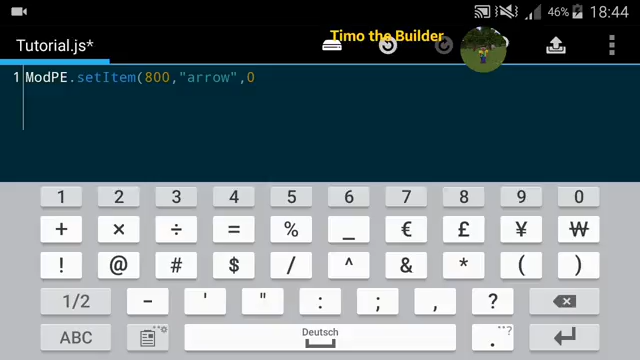 46% 18:44
Timo the Builder
Tutorial.js*
1 ModPE.setItem(800,"arrow",0
1 2 3 4 5 6 7 8 9 0
+ × ÷ = % _ € £ ¥ ₩
! @ # $ / ^ & * ( )
1/2 - ' " : ; , ?
ABC Deutsch . ,,?